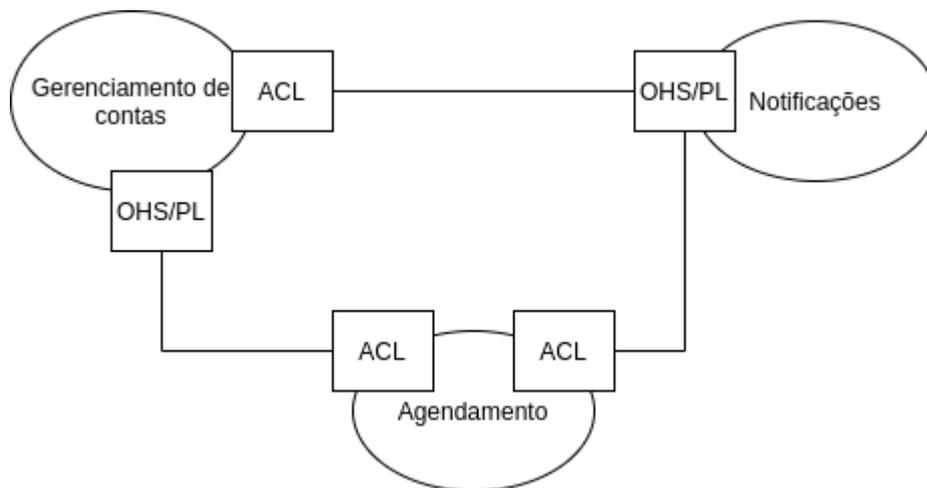 Gerenciamento de
contas
ACL
OHS/PL
Notificações
OHS/PL
ACL
ACL
Agendamento